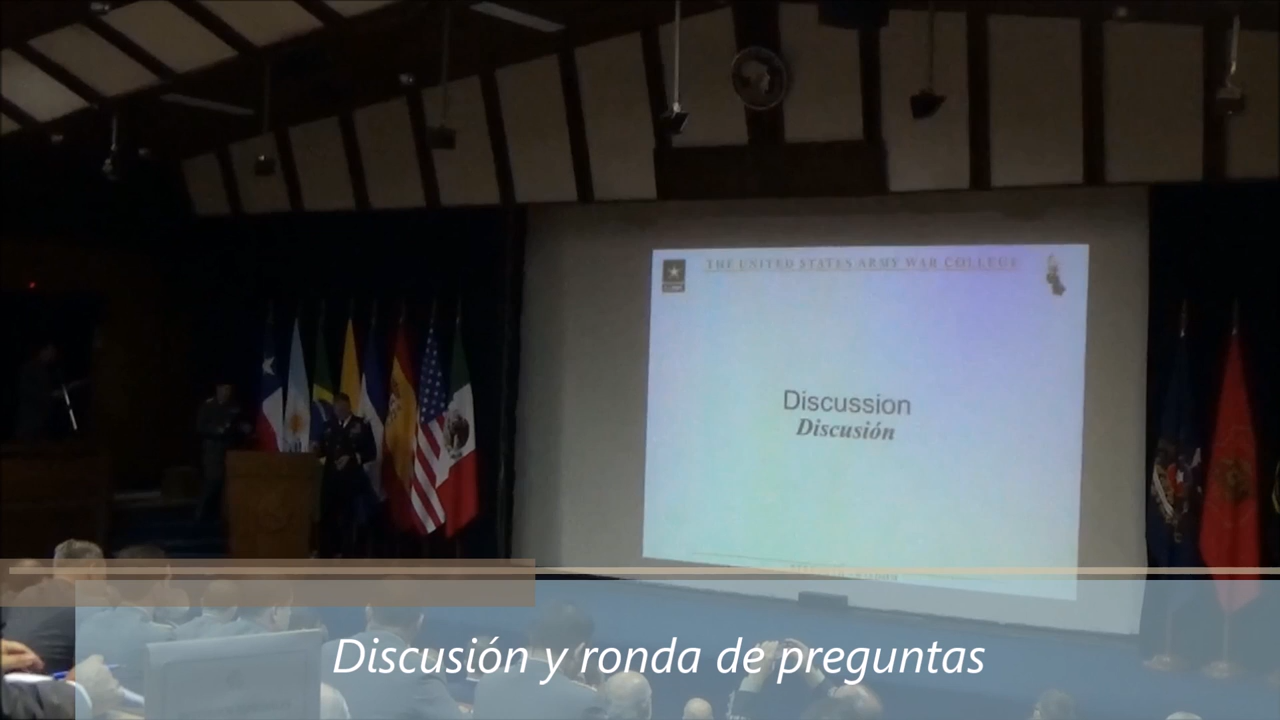 THE UNITED STATES ARMY WAR COLLEGE
Discussion
Discusión
Discusión y ronda de preguntas